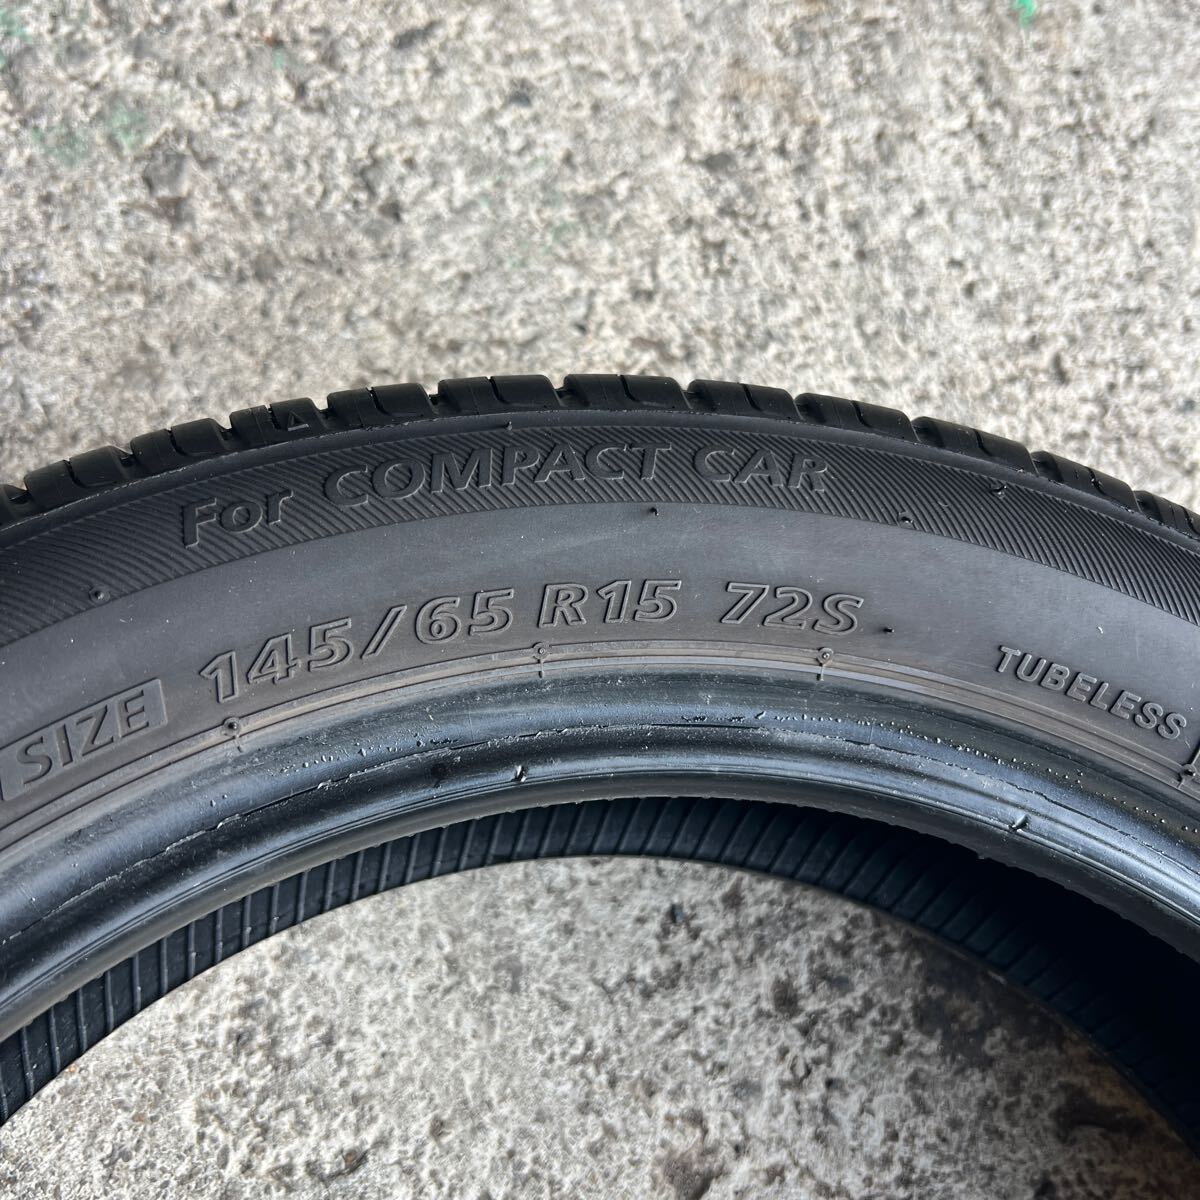 For COMPACT CAR
SIZE 145/65 R15 72S
TUBELESS